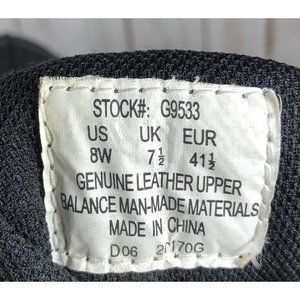 STOCK#: G9533
US UK EUR
8W 7½ 41½
GENUINE LEATHER UPPER
BALANCE MAN-MADE MATERIALS
MADE IN CHINA
D06